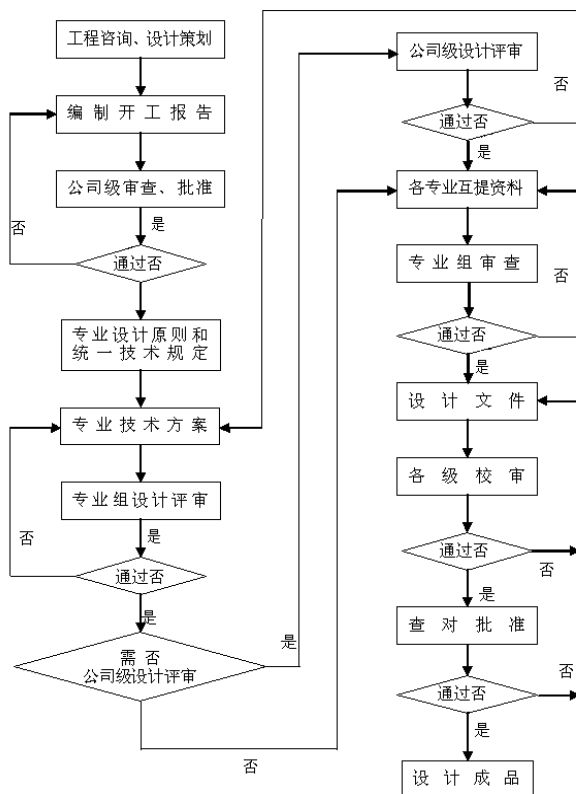 工程咨询、设计策划
编制开工报告
公司级审查、批准
是
否
通过否
专业设计原则和
统一技术规定
专业技术方案
专业组设计评审
是
否
通过否
是
需否
公司级设计评审
是
否
公司级设计评审
否
通过否
是
各专业互提资料
专业组审查
否
通过否
是
设计文件
各级校审
通过否
否
是
查对批准
否
通过否
是
设计成品